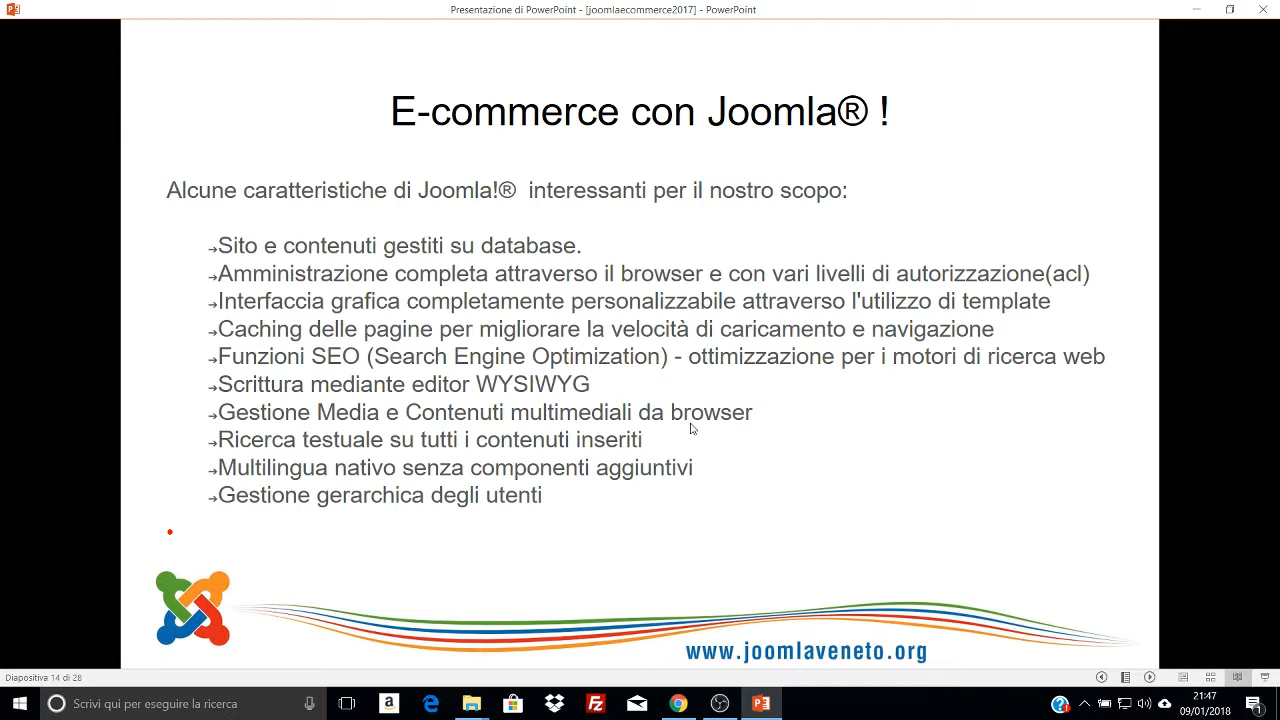 Presentazione di PowerPoint - [joomlaecommerce2017] - PowerPoint
E-commerce con Joomla® !
Alcune caratteristiche di Joomla!® interessanti per il nostro scopo:
→Sito e contenuti gestiti su database.
→Amministrazione completa attraverso il browser e con vari livelli di autorizzazione(acl)
→Interfaccia grafica completamente personalizzabile attraverso l'utilizzo di template
→Caching delle pagine per migliorare la velocità di caricamento e navigazione
→Funzioni SEO (Search Engine Optimization) - ottimizzazione per i motori di ricerca web
→Scrittura mediante editor WYSIWYG
→Gestione Media e Contenuti multimediali da browser
→Ricerca testuale su tutti i contenuti inseriti
→Multilingua nativo senza componenti aggiuntivi
→Gestione gerarchica degli utenti
www.joomlaveneto.org
Diapositiva 14 di 28
Scrivi qui per eseguire la ricerca
21:47
09/01/2018